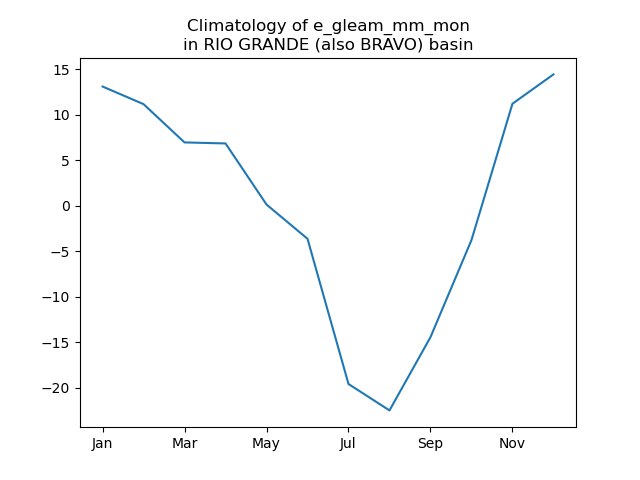 Climatology of e_gleam_mm_mon
in RIO GRANDE (also BRAVO) basin
15
10
5
0
−5
−10
−15
−20
Jan
Mar
May
Jul
Sep
Nov